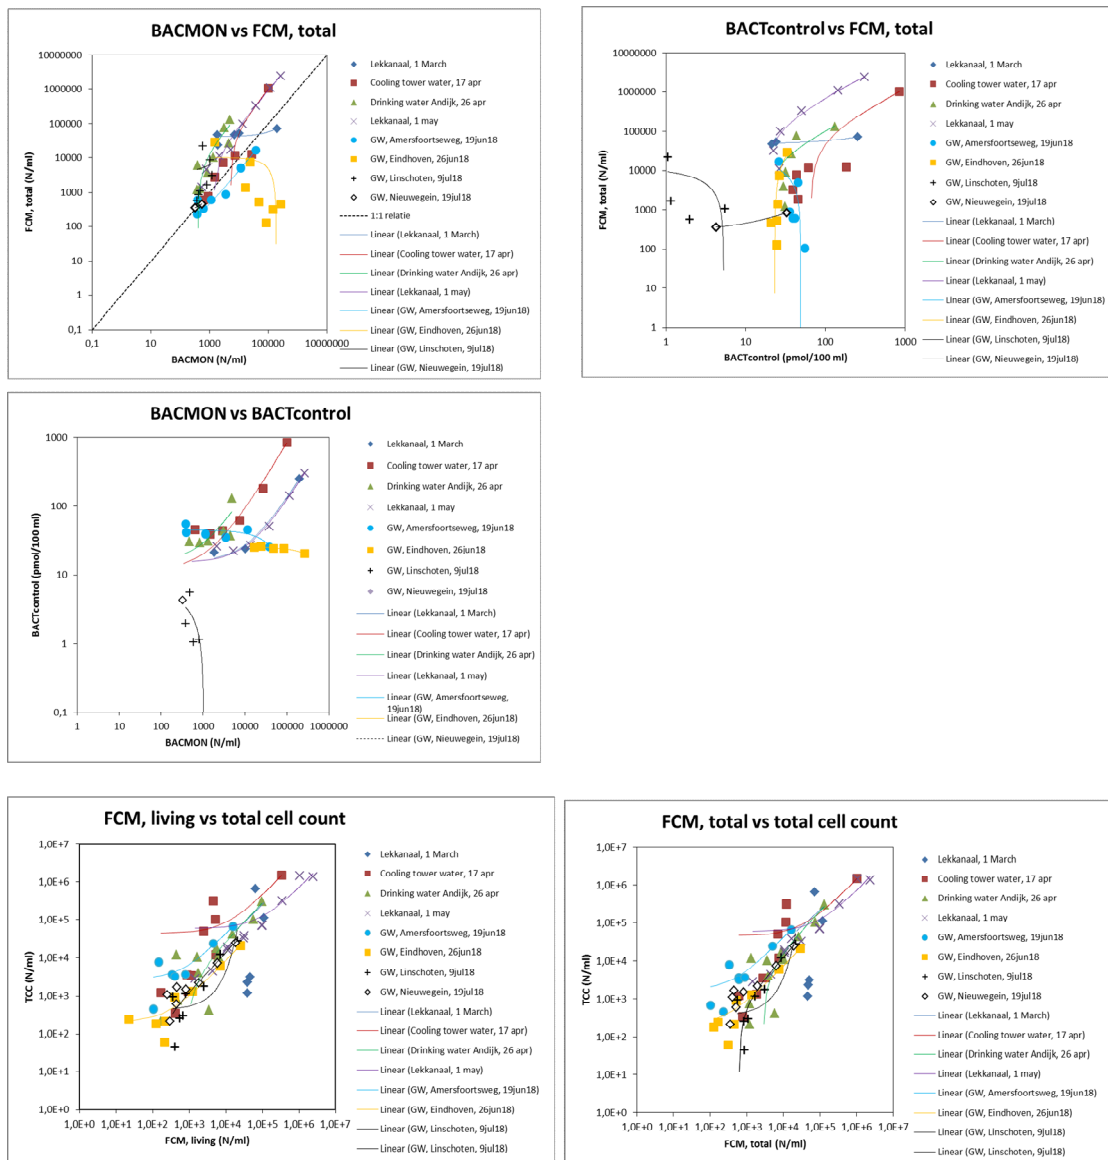 BACMON vs FCM, total
10000000
1000000
100000
10000
1000
100
10
1
0,1
0,1
10
1000
100000
10000000
FCM, total (N/ml)
BACMON (N/ml)
Lekkanaal, 1 March
Cooling tower water, 17 apr
Drinking water Andijk, 26 apr
Lekkanaal, 1 may
GW, Amersfoortseweg, 19jun18
GW, Eindhoven, 26jun18
GW, Linschoten, 9jul18
GW, Nieuwegein, 19jul18
1:1 relatie
Linear (Lekkanaal, 1 March)
Linear (Cooling tower water, 17 apr)
Linear (Drinking water Andijk, 26 apr)
Linear (Lekkanaal, 1 may)
Linear (GW, Amersfoortseweg, 19jun18)
Linear (GW, Eindhoven, 26jun18)
Linear (GW, Linschoten, 9jul18)
Linear (GW, Nieuwegein, 19jul18)
BACTcontrol vs FCM, total
10000000
1000000
100000
10000
1000
100
10
1
1
10
100
1000
FCM, total (N/ml)
BACTcontrol (pmol/100 ml)
Lekkanaal, 1 March
Cooling tower water, 17 apr
Drinking water Andijk, 26 apr
Lekkanaal, 1 may
GW, Amersfoortseweg, 19jun18
GW, Eindhoven, 26jun18
GW, Linschoten, 9jul18
GW, Nieuwegein, 19jul18
Linear (Lekkanaal, 1 March)
Linear (Cooling tower water, 17 apr)
Linear (Drinking water Andijk, 26 apr)
Linear (Lekkanaal, 1 may)
Linear (GW, Amersfoortseweg, 19jun18)
Linear (GW, Eindhoven, 26jun18)
Linear (GW, Linschoten, 9jul18)
Linear (GW, Nieuwegein, 19jul18)
BACMON vs BACTcontrol
1000
100
10
1
0,1
1
10
100
1000
10000
100000
1000000
BACTcontrol (pmol/100 ml)
BACMON (N/ml)
Lekkanaal, 1 March
Cooling tower water, 17 apr
Drinking water Andijk, 26 apr
Lekkanaal, 1 may
GW, Amersfoortseweg, 19jun18
GW, Eindhoven, 26jun18
GW, Linschoten, 9jul18
GW, Nieuwegein, 19jul18
Linear (Lekkanaal, 1 March)
Linear (Cooling tower water, 17 apr)
Linear (Drinking water Andijk, 26 apr)
Linear (Lekkanaal, 1 may)
Linear (GW, Amersfoortseweg,
19jun18)
Linear (GW, Eindhoven, 26jun18)
Linear (GW, Nieuwegein, 19jul18)
FCM, living vs total cell count
1,0E+7
1,0E+6
1,0E+5
1,0E+4
1,0E+3
1,0E+2
1,0E+1
1,0E+0
1,0E+0
1,0E+1
1,0E+2
1,0E+3
1,0E+4
1,0E+5
1,0E+6
1,0E+7
TCC (N/ml)
FCM, living (N/ml)
Lekkanaal, 1 March
Cooling tower water, 17 apr
Drinking water Andijk, 26 apr
Lekkanaal, 1 may
GW, Amersfoortsweg, 19jun18
GW, Eindhoven, 26jun18
GW, Linschoten, 9jul18
GW, Nieuwegein, 19jul18
Linear (Lekkanaal, 1 March)
Linear (Cooling tower water, 17 apr)
Linear (Drinking water Andijk, 26 apr)
Linear (Lekkanaal, 1 may)
Linear (GW, Amersfoortsweg, 19jun18)
Linear (GW, Eindhoven, 26jun18)
Linear (GW, Linschoten, 9jul18)
Linear (GW, Linschoten, 9jul18)
FCM, total vs total cell count
1,0E+7
1,0E+6
1,0E+5
1,0E+4
1,0E+3
1,0E+2
1,0E+1
1,0E+0
1,0E+0
1,0E+1
1,0E+2
1,0E+3
1,0E+4
1,0E+5
1,0E+6
1,0E+7
TCC (N/ml)
FCM, total (N/ml)
Lekkanaal, 1 March
Cooling tower water, 17 apr
Drinking water Andijk, 26 apr
Lekkanaal, 1 may
GW, Amersfoortsweg, 19jun18
GW, Eindhoven, 26jun18
GW, Linschoten, 9jul18
GW, Nieuwegein, 19jul18
Linear (Lekkanaal, 1 March)
Linear (Cooling tower water, 17 apr)
Linear (Drinking water Andijk, 26 apr)
Linear (Lekkanaal, 1 may)
Linear (GW, Amersfoortsweg, 19jun18)
Linear (GW, Eindhoven, 26jun18)
Linear (GW, Linschoten, 9jul18)
Linear (GW, Linschoten, 9jul18)